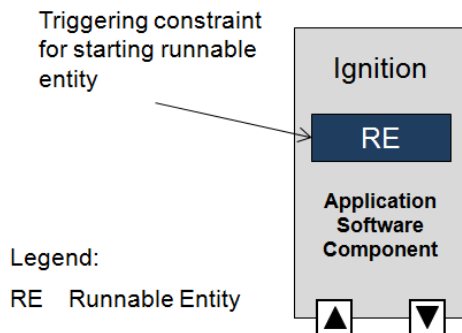 Triggering constraint
for starting runnable
entity
Ignition
RE
Application
Software
Component
Legend:
RE Runnable Entity